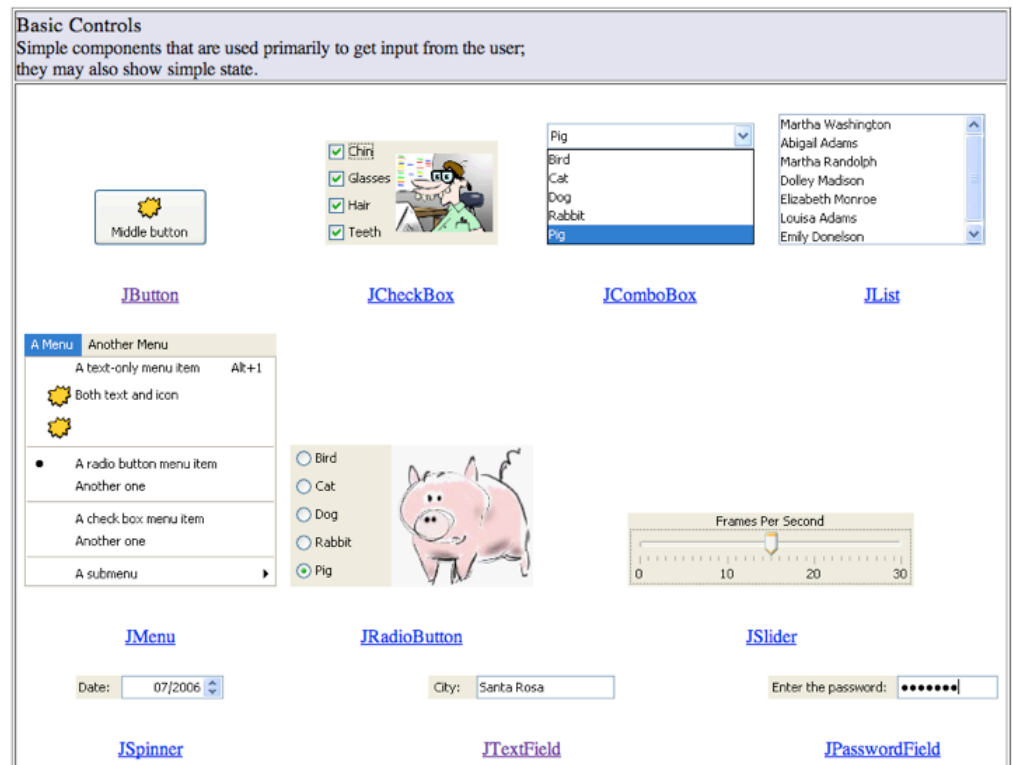 Basic Controls
Simple components that are used primarily to get input from the user;
they may also show simple state.
Middle button
Chin
Glasses
Hair
Teeth
Pig
Bird
Cat
Dog
Rabbit
Pig
Martha Washington
Abigail Adams
Martha Randolph
Dolley Madison
Elizabeth Monroe
Louisa Adams
Emily Donelson
JButton
JCheckBox
JComboBox
JList
A Menu Another Menu
A text-only menu item Alt+1
Both text and icon
A radio button menu item
Another one
A check box menu item
Another one
A submenu
Bird
Cat
Dog
Rabbit
Pig
Frames Per Second
0 10 20 30
JMenu
JRadioButton
JSlider
Date: 07/2006
City: Santa Rosa
Enter the password: •••••••
JSpinner
JTextField
JPasswordField